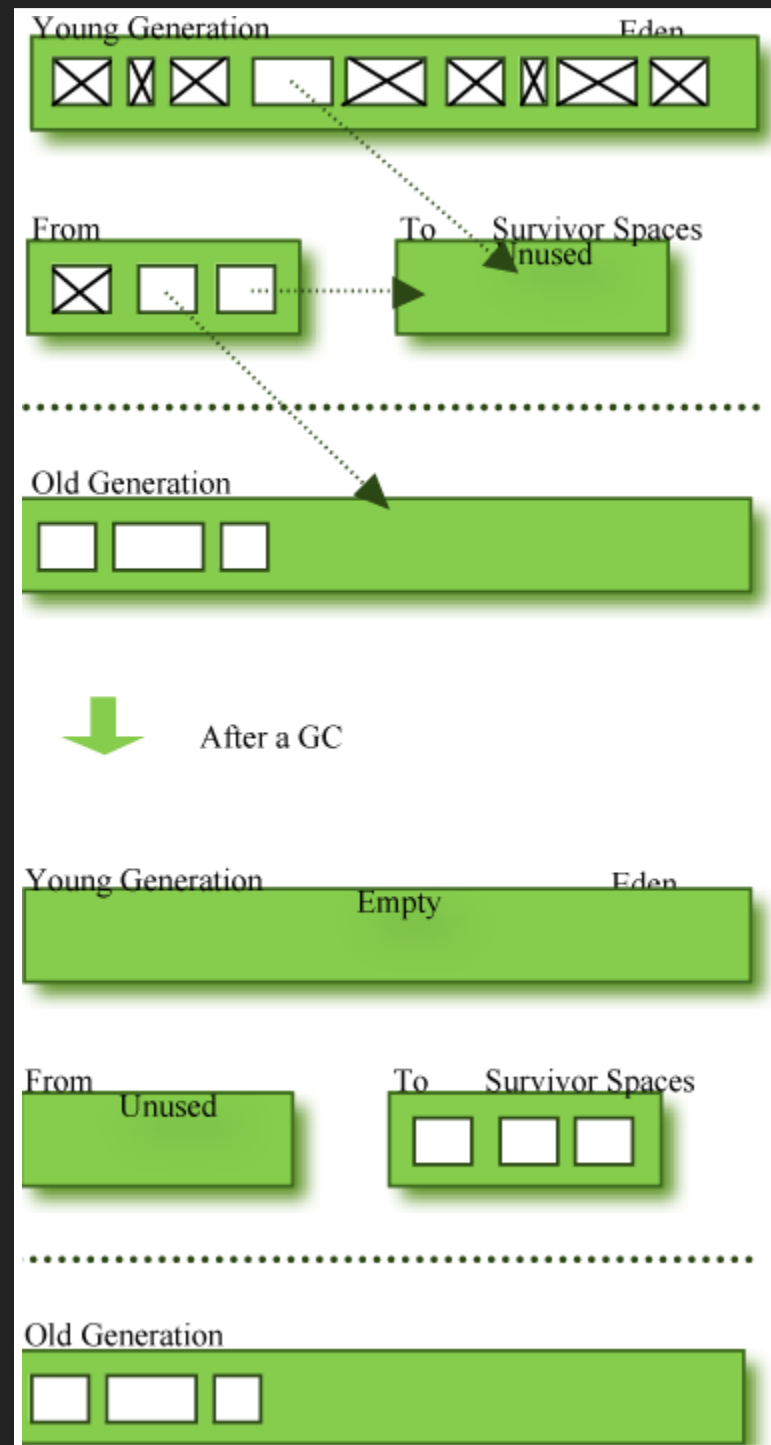 Young Generation Eden
From To Survivor Spaces
Unused
Old Generation
After a GC
Young Generation Eden
Empty
From To Survivor Spaces
Unused
Old Generation